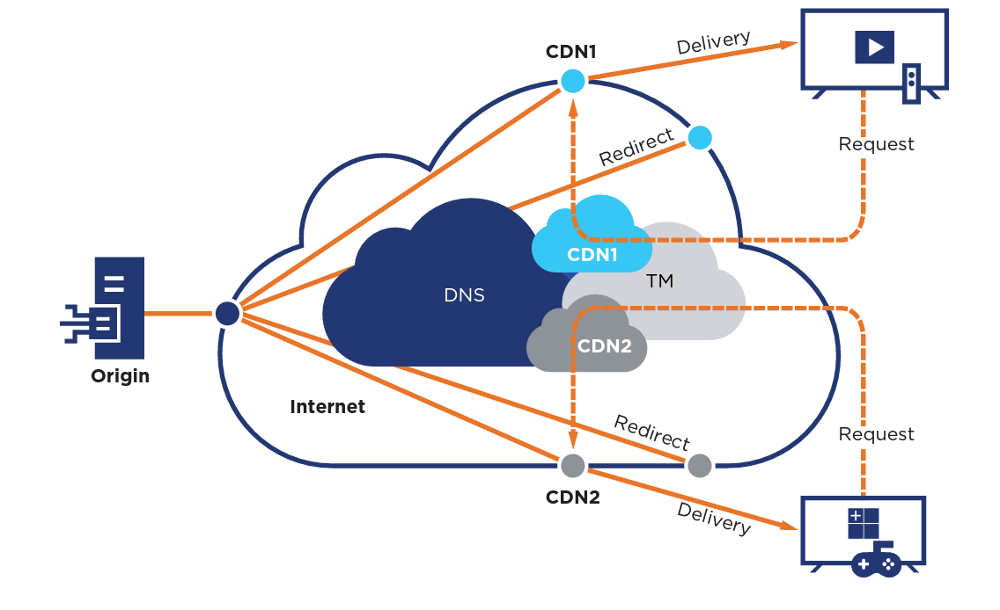 CDN1
Delivery
Redirect
Request
CDN1
DNS
TM
CDN2
Origin
Internet
Redirect
Request
CDN2
Delivery